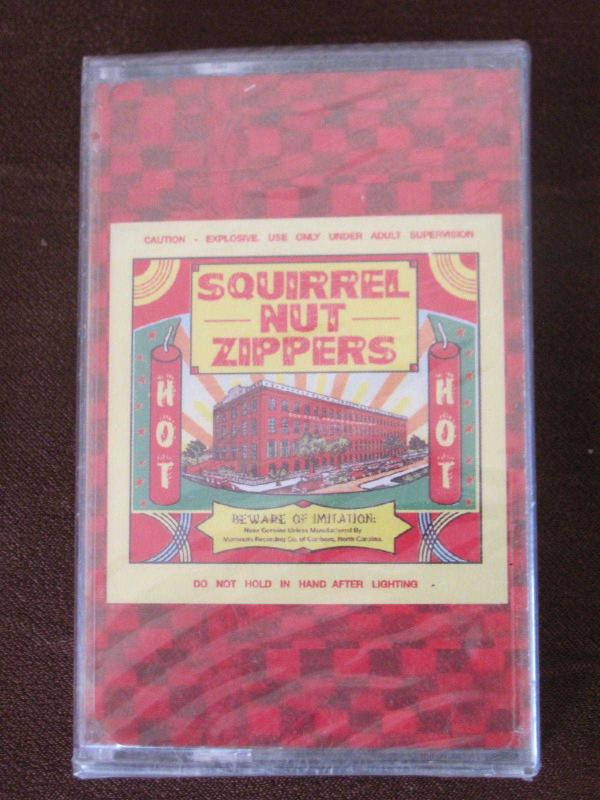 CAUTION - EXPLOSIVE. USE ONLY UNDER ADULT SUPERVISION
SQUIRREL
NUT
ZIPPERS
HOT
HOT
BEWARE OF IMITATION:
None Genuine Unless Manufactured By
Mammoth Recording Co. of Carrboro, North Carolina.
DO NOT HOLD IN HAND AFTER LIGHTING -